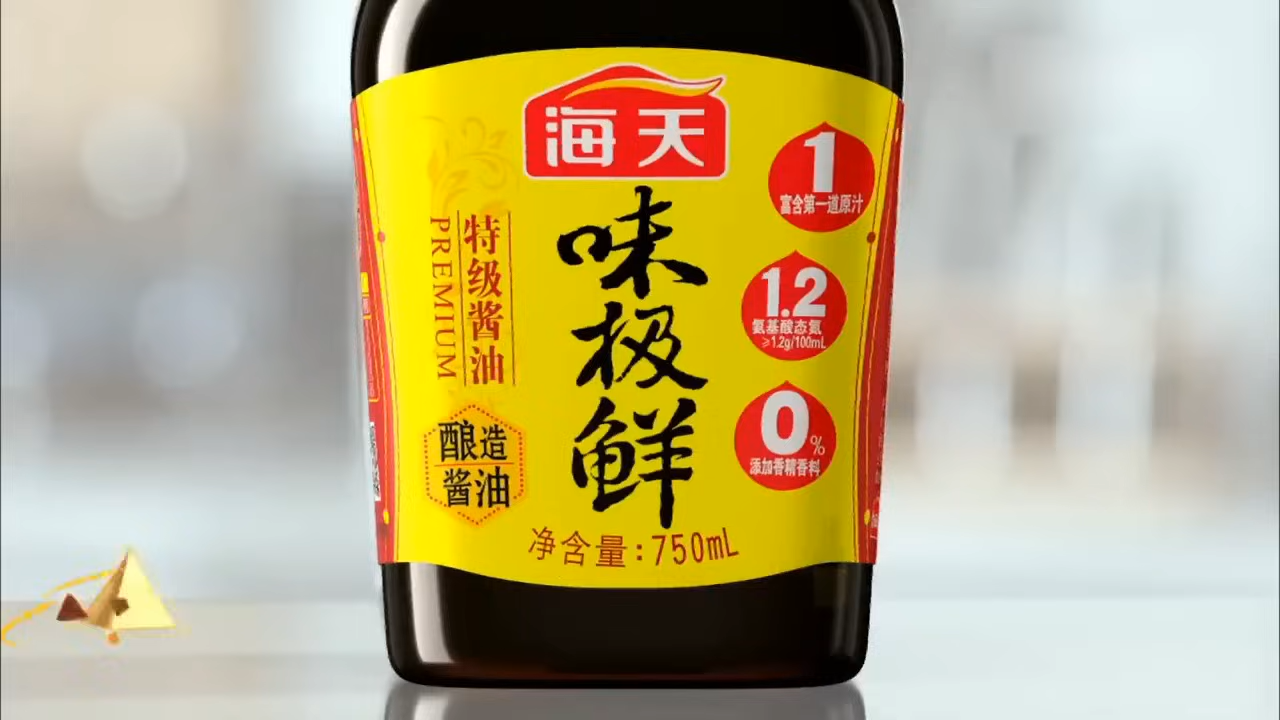 海天
味极鲜
特级酱油
PREMIUM
酿造
酱油
1
富含第一道原汁
1.2
氨基酸态氮
≥1.2g/100mL
0%
添加香精香料
净含量:750mL